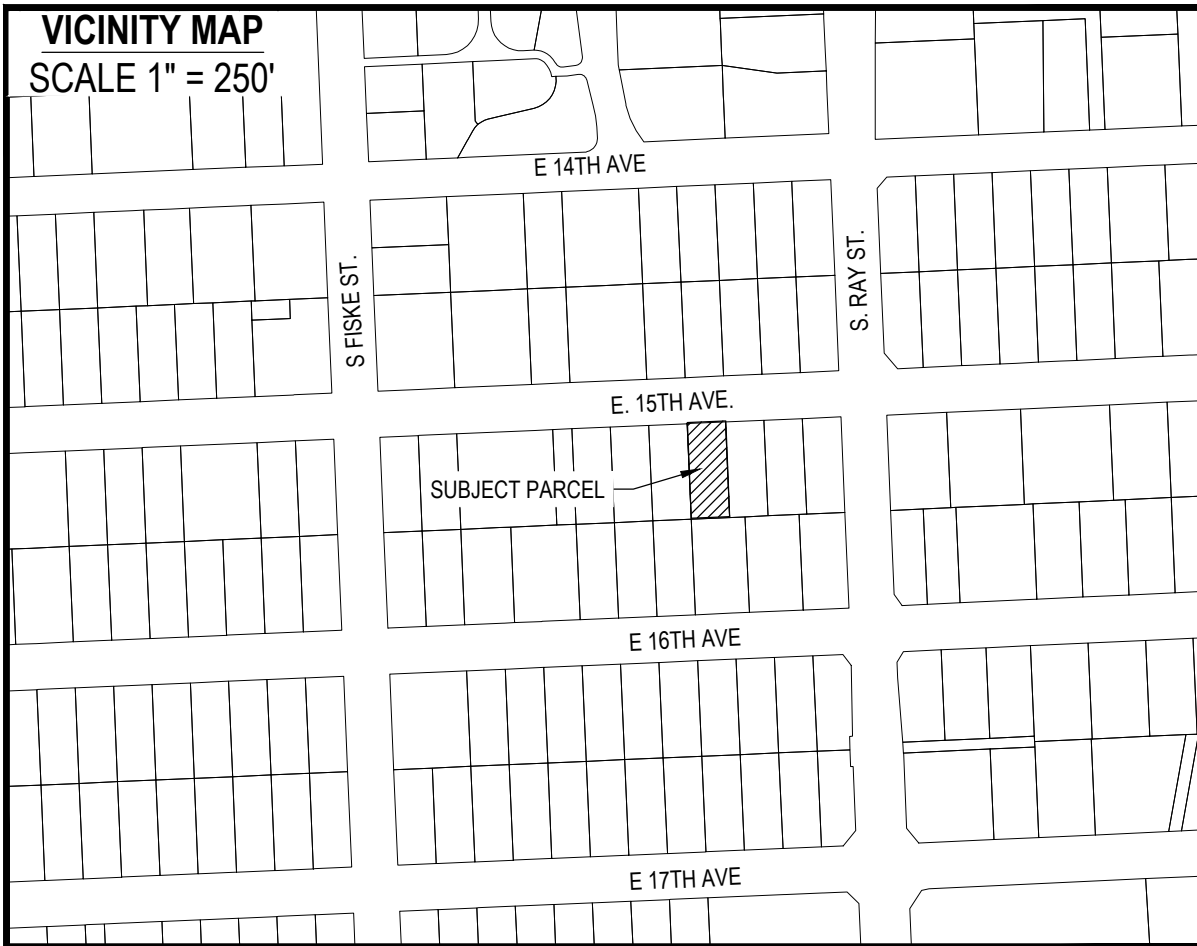 VICINITY MAP
SCALE 1" = 250'
E 14TH AVE
S FISKE ST.
S. RAY ST.
E. 15TH AVE.
SUBJECT PARCEL
E 16TH AVE
E 17TH AVE